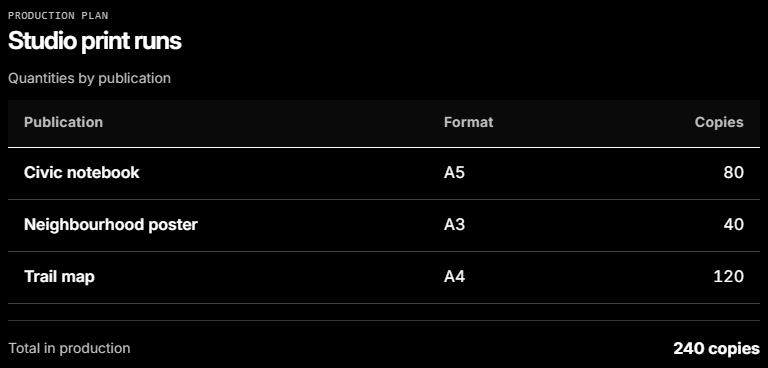 PRODUCTION PLAN
Studio print runs
Quantities by publication
Publication Format Copies
Civic notebook A5 80
Neighbourhood poster A3 40
Trail map A4 120
Total in production 240 copies